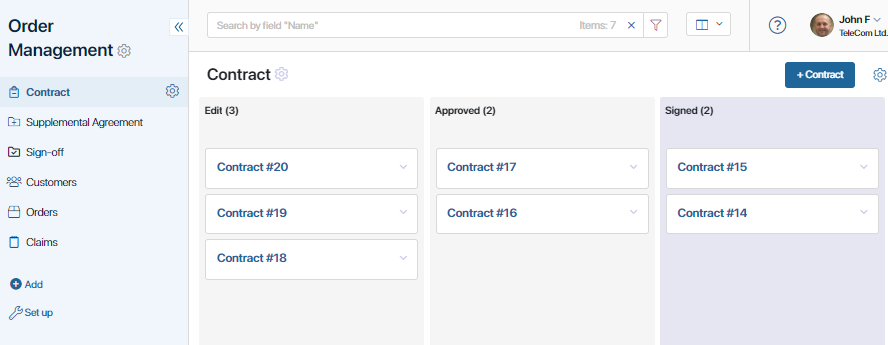 Order
Management
Contract
Supplemental Agreement
Sign-off
Customers
Orders
Claims
Add
Set up
Search by field "Name"
Items: 7
John F
TeleCom Ltd.
Contract
+ Contract
Edit (3)
Contract #20
Contract #19
Contract #18
Approved (2)
Contract #17
Contract #16
Signed (2)
Contract #15
Contract #14